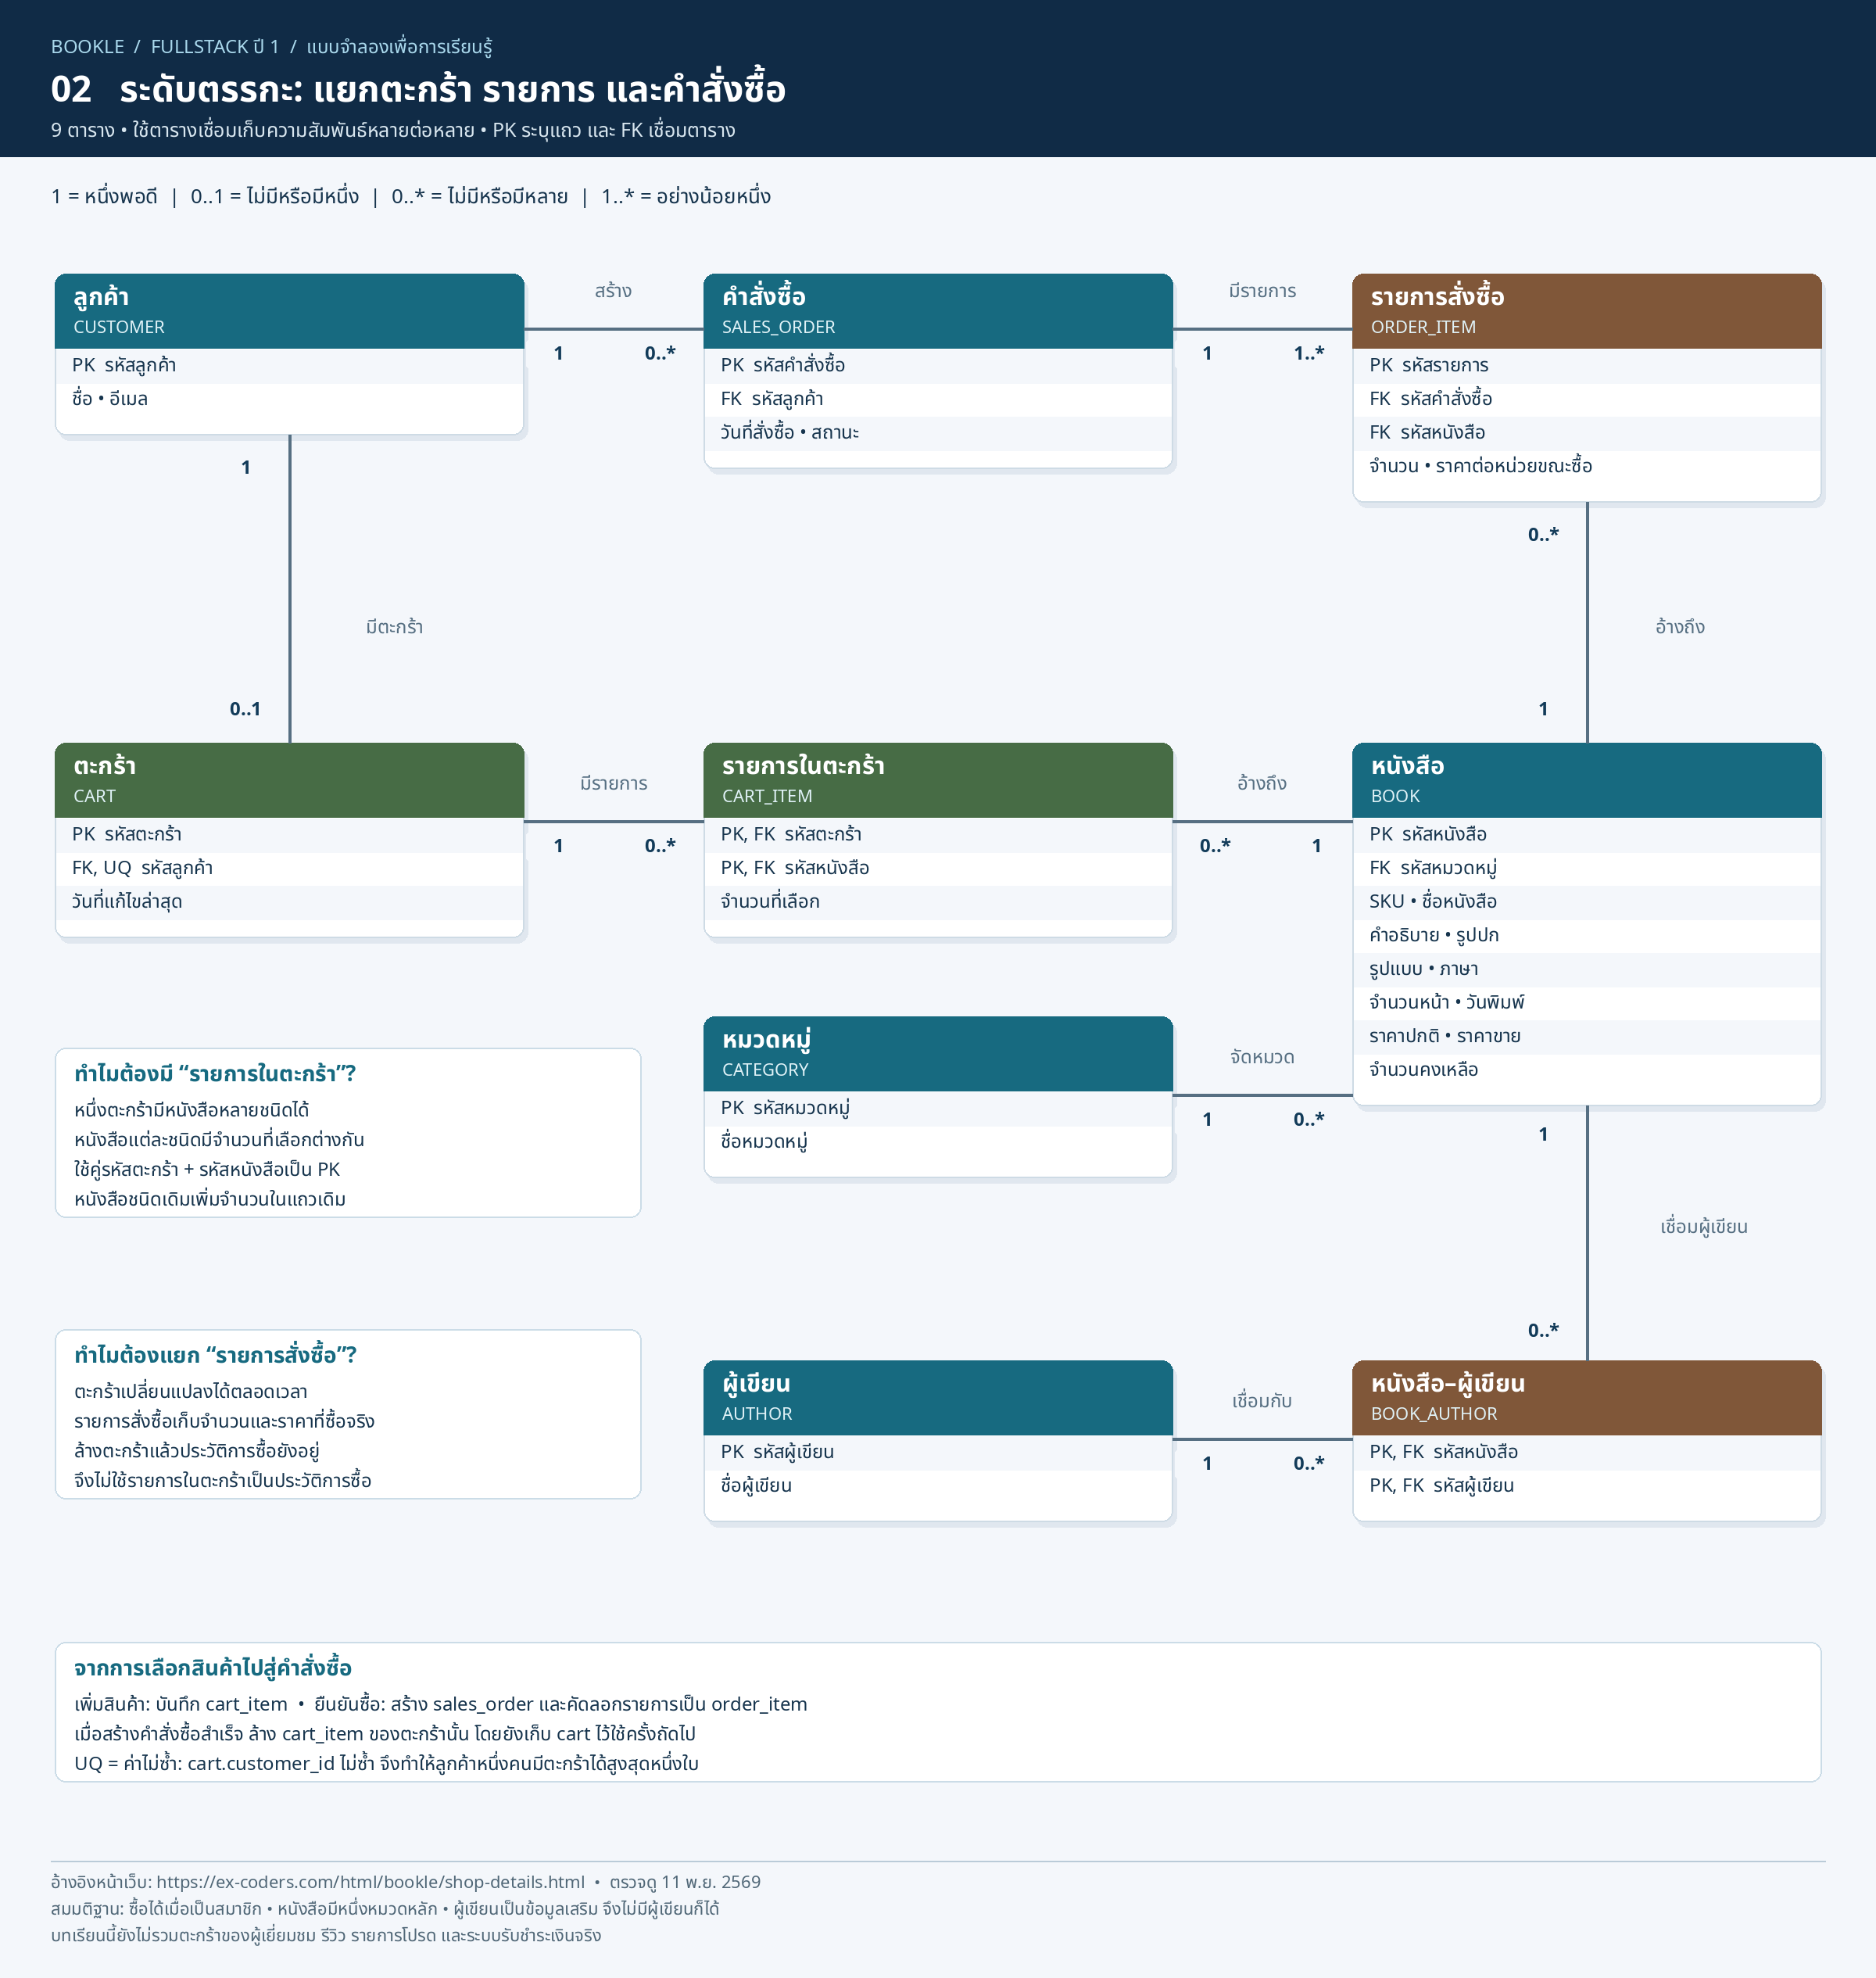 BOOKLE / FULLSTACK ปี 1 / แบบจำลองเพื่อการเรียนรู้
02 ระดับตรรกะ: แยกตะกร้า รายการ และคำสั่งซื้อ
9 ตาราง • ใช้ตารางเชื่อมเก็บความสัมพันธ์หลายต่อหลาย • PK ระบุแถว และ FK เชื่อมตาราง
1 = หนึ่งพอดี | 0..1 = ไม่มีหรือมีหนึ่ง | 0..* = ไม่มีหรือมีหลาย | 1..* = อย่างน้อยหนึ่ง
ลูกค้า
CUSTOMER
PK รหัสลูกค้า
ชื่อ • อีเมล
สร้าง
1 0..*
คำสั่งซื้อ
SALES_ORDER
PK รหัสคำสั่งซื้อ
FK รหัสลูกค้า
วันที่สั่งซื้อ • สถานะ
มีรายการ
1 1..*
รายการสั่งซื้อ
ORDER_ITEM
PK รหัสรายการ
FK รหัสคำสั่งซื้อ
FK รหัสหนังสือ
จำนวน • ราคาต่อหน่วยขณะซื้อ
1
มีตะกร้า
0..1
0..*
อ้างถึง
1
ตะกร้า
CART
PK รหัสตะกร้า
FK, UQ รหัสลูกค้า
วันที่แก้ไขล่าสุด
มีรายการ
1 0..*
รายการในตะกร้า
CART_ITEM
PK, FK รหัสตะกร้า
PK, FK รหัสหนังสือ
จำนวนที่เลือก
อ้างถึง
0..* 1
หนังสือ
BOOK
PK รหัสหนังสือ
FK รหัสหมวดหมู่
SKU • ชื่อหนังสือ
คำอธิบาย • รูปปก
รูปแบบ • ภาษา
จำนวนหน้า • วันพิมพ์
ราคาปกติ • ราคาขาย
จำนวนคงเหลือ
หมวดหมู่
CATEGORY
PK รหัสหมวดหมู่
ชื่อหมวดหมู่
จัดหมวด
1 0..*
ทำไมต้องมี “รายการในตะกร้า”?
หนึ่งตะกร้ามีหนังสือหลายชนิดได้
หนังสือแต่ละชนิดมีจำนวนที่เลือกต่างกัน
ใช้คู่รหัสตะกร้า + รหัสหนังสือเป็น PK
หนังสือชนิดเดิมเพิ่มจำนวนในแถวเดิม
1
เชื่อมผู้เขียน
0..*
ทำไมต้องแยก “รายการสั่งซื้อ”?
ตะกร้าเปลี่ยนแปลงได้ตลอดเวลา
รายการสั่งซื้อเก็บจำนวนและราคาที่ซื้อจริง
ล้างตะกร้าแล้วประวัติการซื้อยังอยู่
จึงไม่ใช้รายการในตะกร้าเป็นประวัติการซื้อ
ผู้เขียน
AUTHOR
PK รหัสผู้เขียน
ชื่อผู้เขียน
เชื่อมกับ
1 0..*
หนังสือ–ผู้เขียน
BOOK_AUTHOR
PK, FK รหัสหนังสือ
PK, FK รหัสผู้เขียน
จากการเลือกสินค้าไปสู่คำสั่งซื้อ
เพิ่มสินค้า: บันทึก cart_item • ยืนยันซื้อ: สร้าง sales_order และคัดลอกรายการเป็น order_item
เมื่อสร้างคำสั่งซื้อสำเร็จ ล้าง cart_item ของตะกร้านั้น โดยยังเก็บ cart ไว้ใช้ครั้งถัดไป
UQ = ค่าไม่ซ้ำ: cart.customer_id ไม่ซ้ำ จึงทำให้ลูกค้าหนึ่งคนมีตะกร้าได้สูงสุดหนึ่งใบ
อ้างอิงหน้าเว็บ: https://ex-coders.com/html/bookle/shop-details.html • ตรวจดู 11 พ.ย. 2569
สมมติฐาน: ซื้อได้เมื่อเป็นสมาชิก • หนังสือมีหนึ่งหมวดหลัก • ผู้เขียนเป็นข้อมูลเสริม จึงไม่มีผู้เขียนก็ได้
บทเรียนนี้ยังไม่รวมตะกร้าของผู้เยี่ยมชม รีวิว รายการโปรด และระบบรับชำระเงินจริง